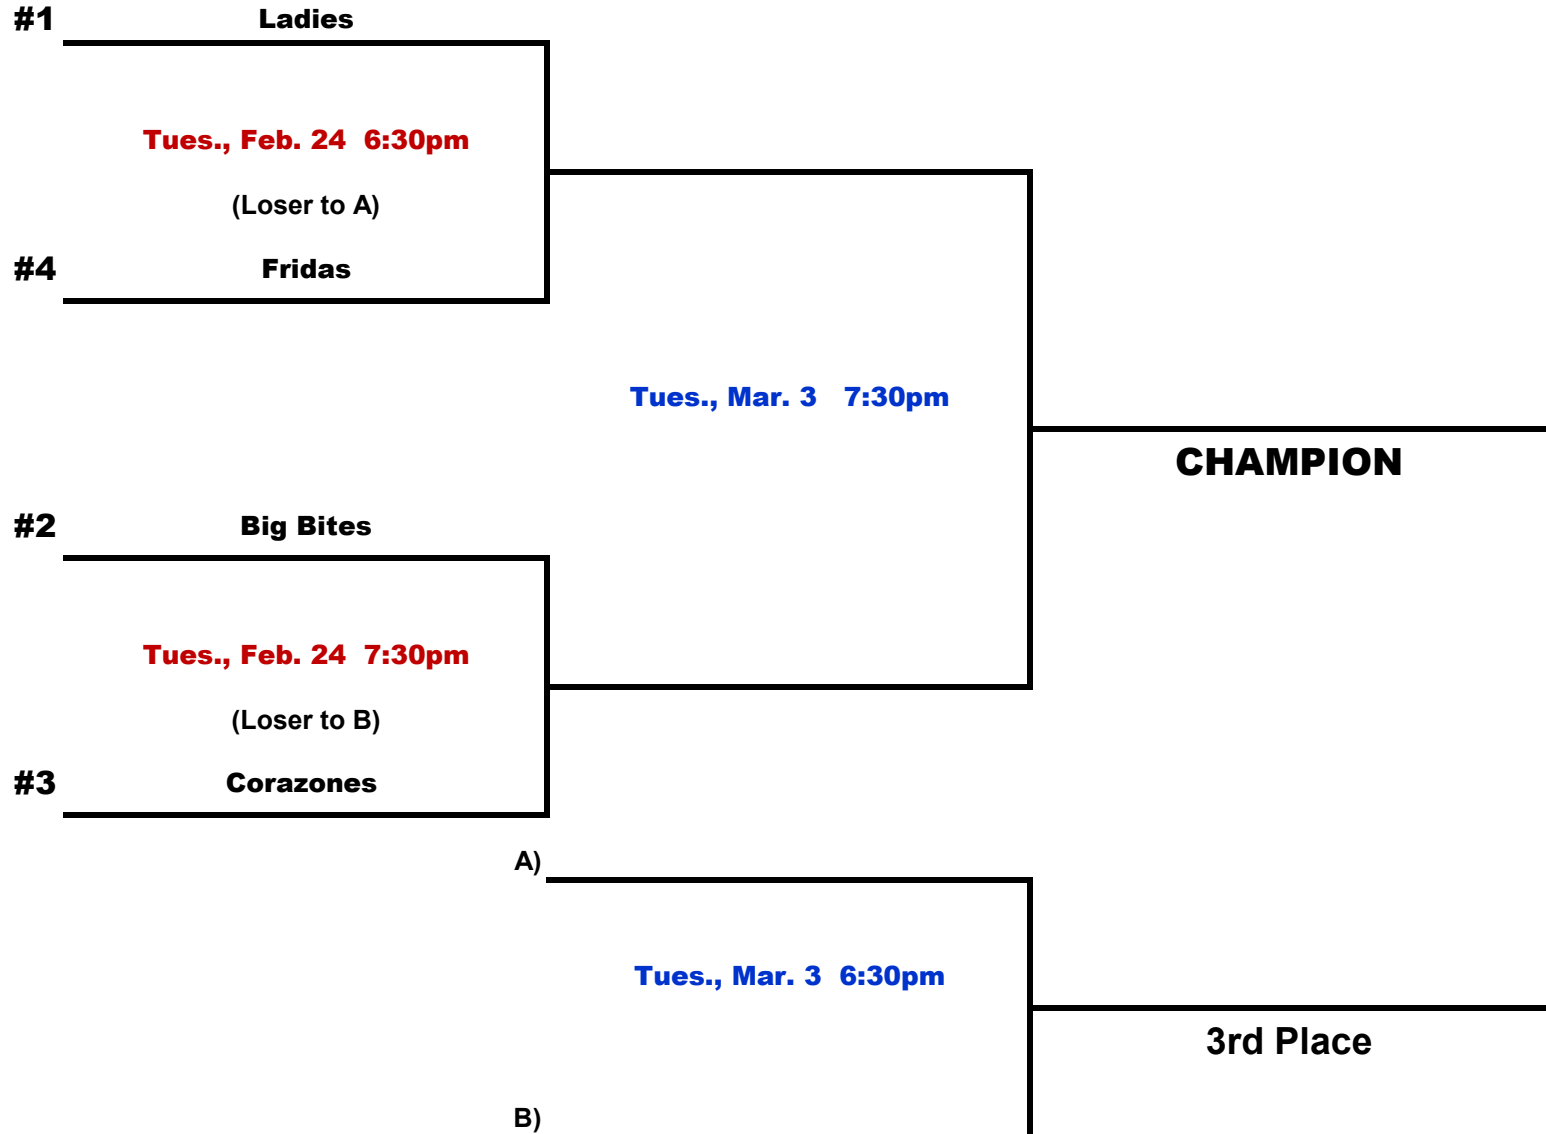 #1 Ladies
Tues., Feb. 24 6:30pm
(Loser to A)
#4 Fridas
Tues., Mar. 3 7:30pm
CHAMPION
#2 Big Bites
Tues., Feb. 24 7:30pm
(Loser to B)
#3 Corazones
A)
Tues., Mar. 3 6:30pm
3rd Place
B)